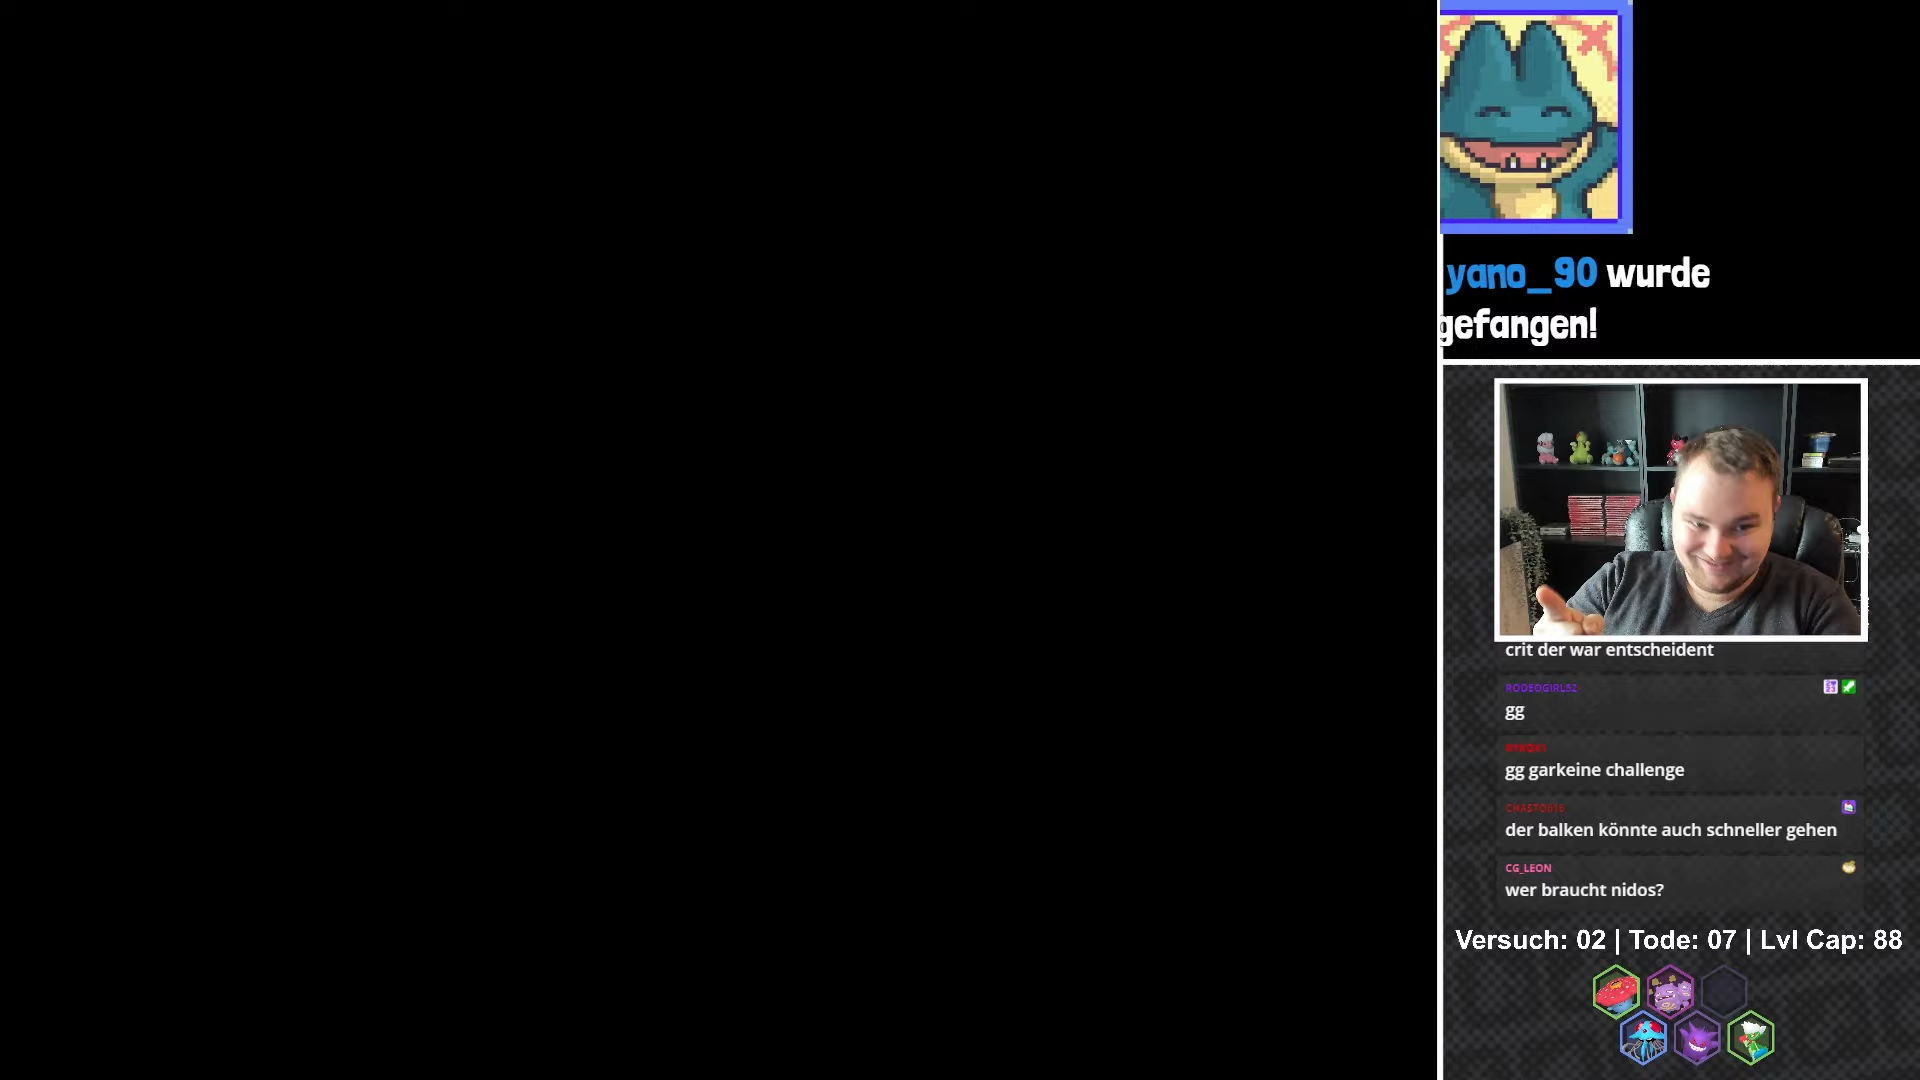 yano_90 wurde
gefangen!
crit der war entscheident
RODEOGIRL52
gg
gg garkeine challenge
der balken könnte auch schneller gehen
CG_LEON
wer braucht nidos?
Versuch: 02 | Tode: 07 | Lvl Cap: 88